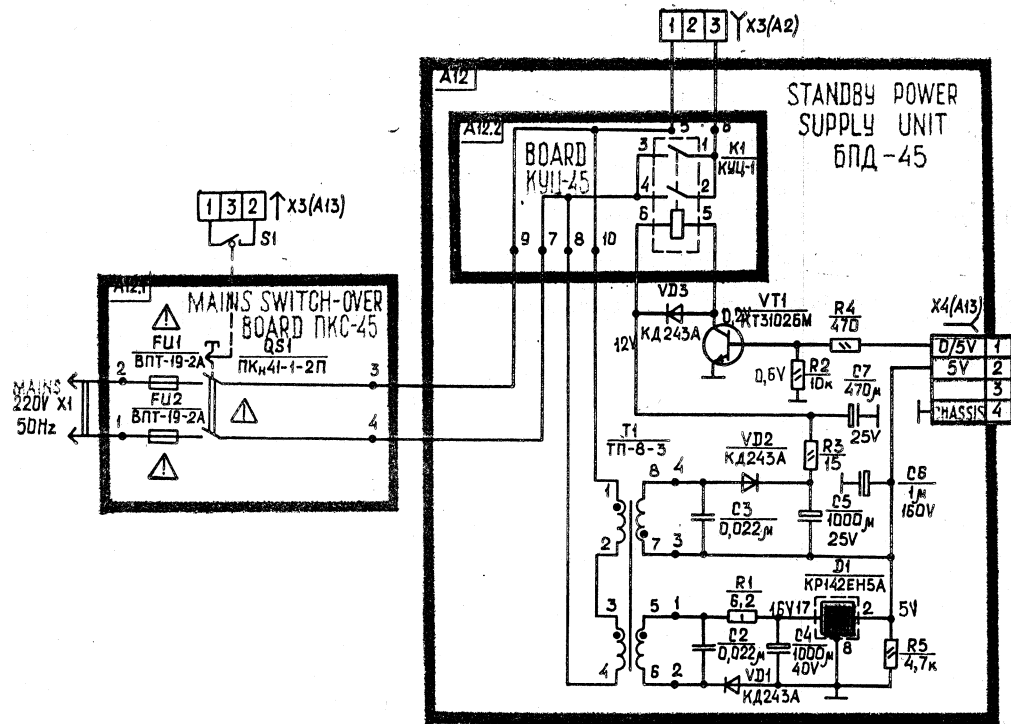 1 2 3 X3(A2)
A12
STANDBY POWER
SUPPLY UNIT
БПД-45
A12.2
BOARD
КУЦ-45
5 6
3 1
K1
КУЦ-1
4 2
6 5
9 7 8 10
1 3 2 X3(A13)
S1
A12.1
MAINS SWITCH-OVER
BOARD ПКС-45
FU1
ВПТ-19-2А
QS1
ПКн41-1-2П
2 3
MAINS
220V X1
50Hz
FU2
ВПТ-19-2А
1 4
VD3
КД243А
12V
0,2V
VT1
КТ3102БМ
R4
470
X4(A13)
0/5V 1
5V 2
3
CHASSIS 4
0,6V
R2
10к
C7
470м
25V
T1
ТП-8-3
VD2
КД243А
R3
15
C6
1м
160V
1 8 4
C3
0,022м
C5
1000м
25V
2 7 3
D1
КР142ЕН5А
3 5 1
R1
6,2
16V 17 2 5V
8
C2
0,022м
C4
1000м
40V
R5
4,7к
4 6 2
VD1
КД243А